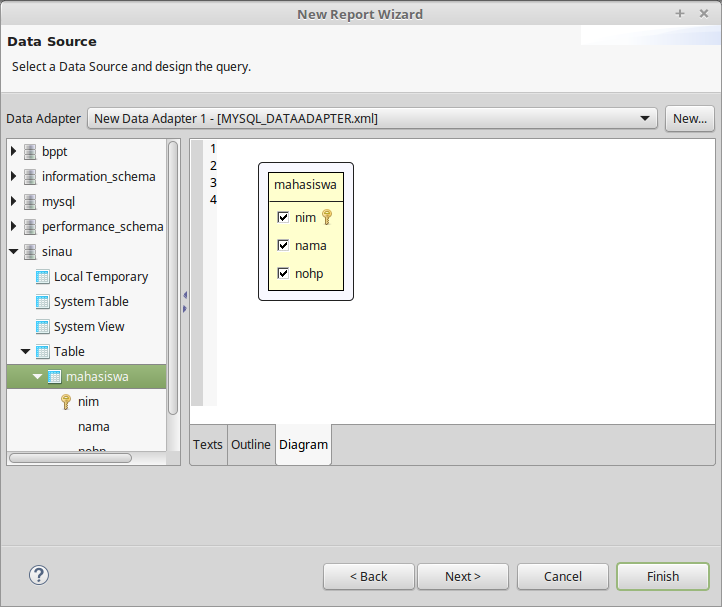 New Report Wizard
Data Source
Select a Data Source and design the query.
Data Adapter New Data Adapter 1 - [MYSQL_DATAADAPTER.xml] New...
bppt
information_schema
mysql
performance_schema
sinau
Local Temporary
System Table
System View
Table
mahasiswa
nim
nama
nohp
1
2
3
4
mahasiswa
nim
nama
nohp
Texts Outline Diagram
? < Back Next > Cancel Finish